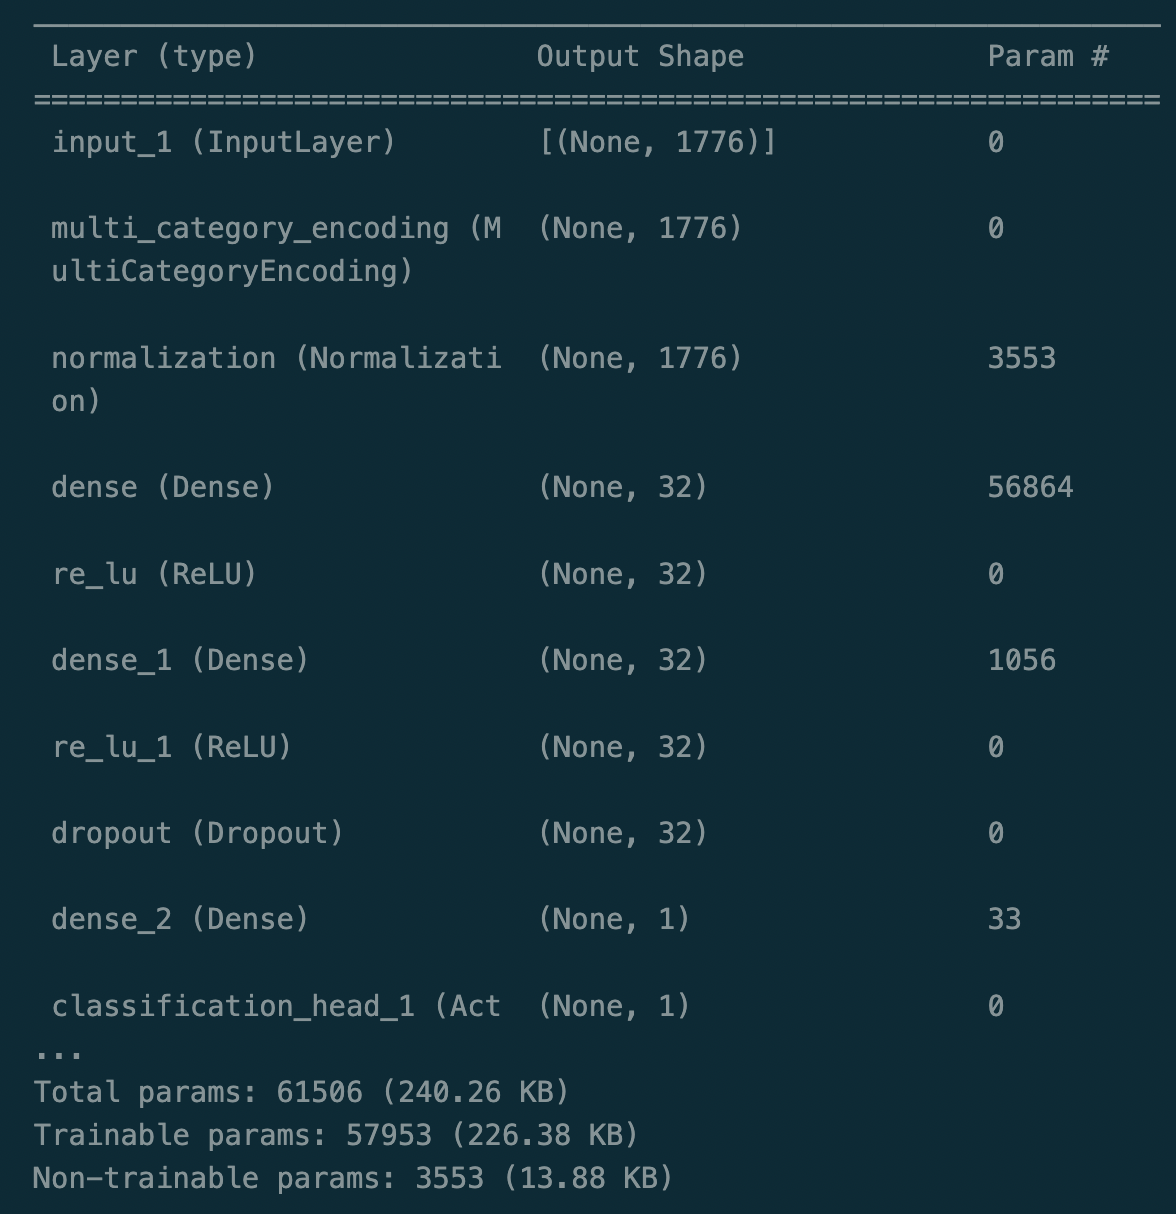 Layer (type) Output Shape Param #
=================================================================
input_1 (InputLayer) [(None, 1776)] 0
multi_category_encoding (M (None, 1776) 0
ultiCategoryEncoding)
normalization (Normalizati (None, 1776) 3553
on)
dense (Dense) (None, 32) 56864
re_lu (ReLU) (None, 32) 0
dense_1 (Dense) (None, 32) 1056
re_lu_1 (ReLU) (None, 32) 0
dropout (Dropout) (None, 32) 0
dense_2 (Dense) (None, 1) 33
classification_head_1 (Act (None, 1) 0
...
Total params: 61506 (240.26 KB)
Trainable params: 57953 (226.38 KB)
Non-trainable params: 3553 (13.88 KB)